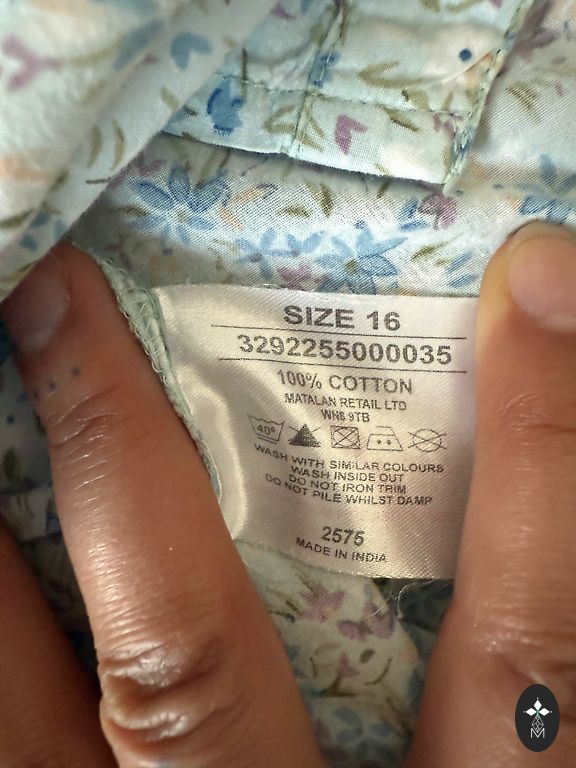 SIZE 16
3292255000035
100% COTTON
MATALAN RETAIL LTD
WN8 9TB
40°
WASH WITH SIMILAR COLOURS
WASH INSIDE OUT
DO DO NOT IRON TRIM
DO NOT PILE WHILST DAMP
2575
MADE IN INDIA
M